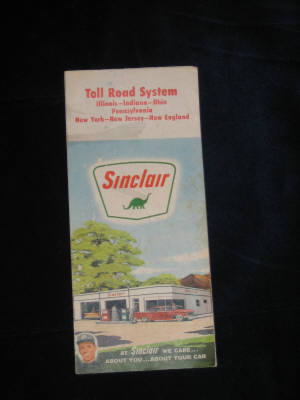 Toll Road System
Illinois—Indiana—Ohio
Pennsylvania
New York—New Jersey—New England
Sinclair
AT Sinclair WE CARE...
ABOUT YOU...ABOUT YOUR CAR